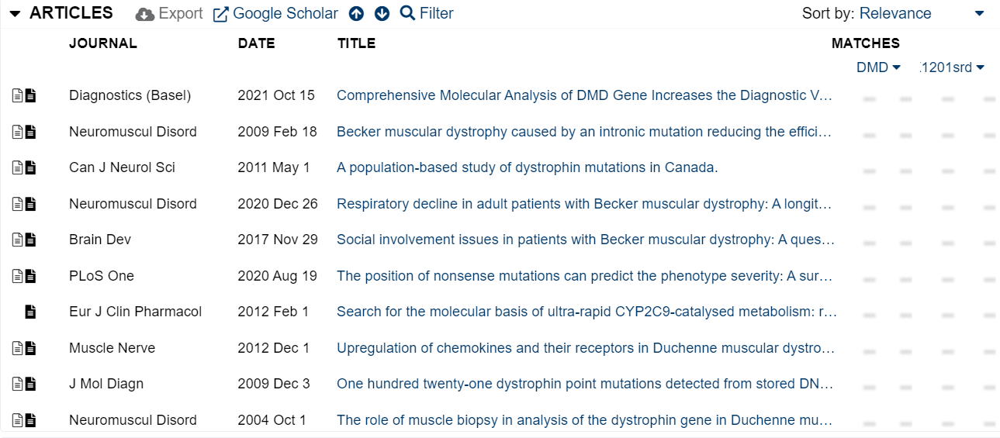 ARTICLES Export Google Scholar Filter Sort by: Relevance
JOURNAL DATE TITLE MATCHES
DMD 1201srd
Diagnostics (Basel) 2021 Oct 15 Comprehensive Molecular Analysis of DMD Gene Increases the Diagnostic V…
Neuromuscul Disord 2009 Feb 18 Becker muscular dystrophy caused by an intronic mutation reducing the effici…
Can J Neurol Sci 2011 May 1 A population-based study of dystrophin mutations in Canada.
Neuromuscul Disord 2020 Dec 26 Respiratory decline in adult patients with Becker muscular dystrophy: A longit…
Brain Dev 2017 Nov 29 Social involvement issues in patients with Becker muscular dystrophy: A ques…
PLoS One 2020 Aug 19 The position of nonsense mutations can predict the phenotype severity: A sur…
Eur J Clin Pharmacol 2012 Feb 1 Search for the molecular basis of ultra-rapid CYP2C9-catalysed metabolism: r…
Muscle Nerve 2012 Dec 1 Upregulation of chemokines and their receptors in Duchenne muscular dystro…
J Mol Diagn 2009 Dec 3 One hundred twenty-one dystrophin point mutations detected from stored DN…
Neuromuscul Disord 2004 Oct 1 The role of muscle biopsy in analysis of the dystrophin gene in Duchenne mu…